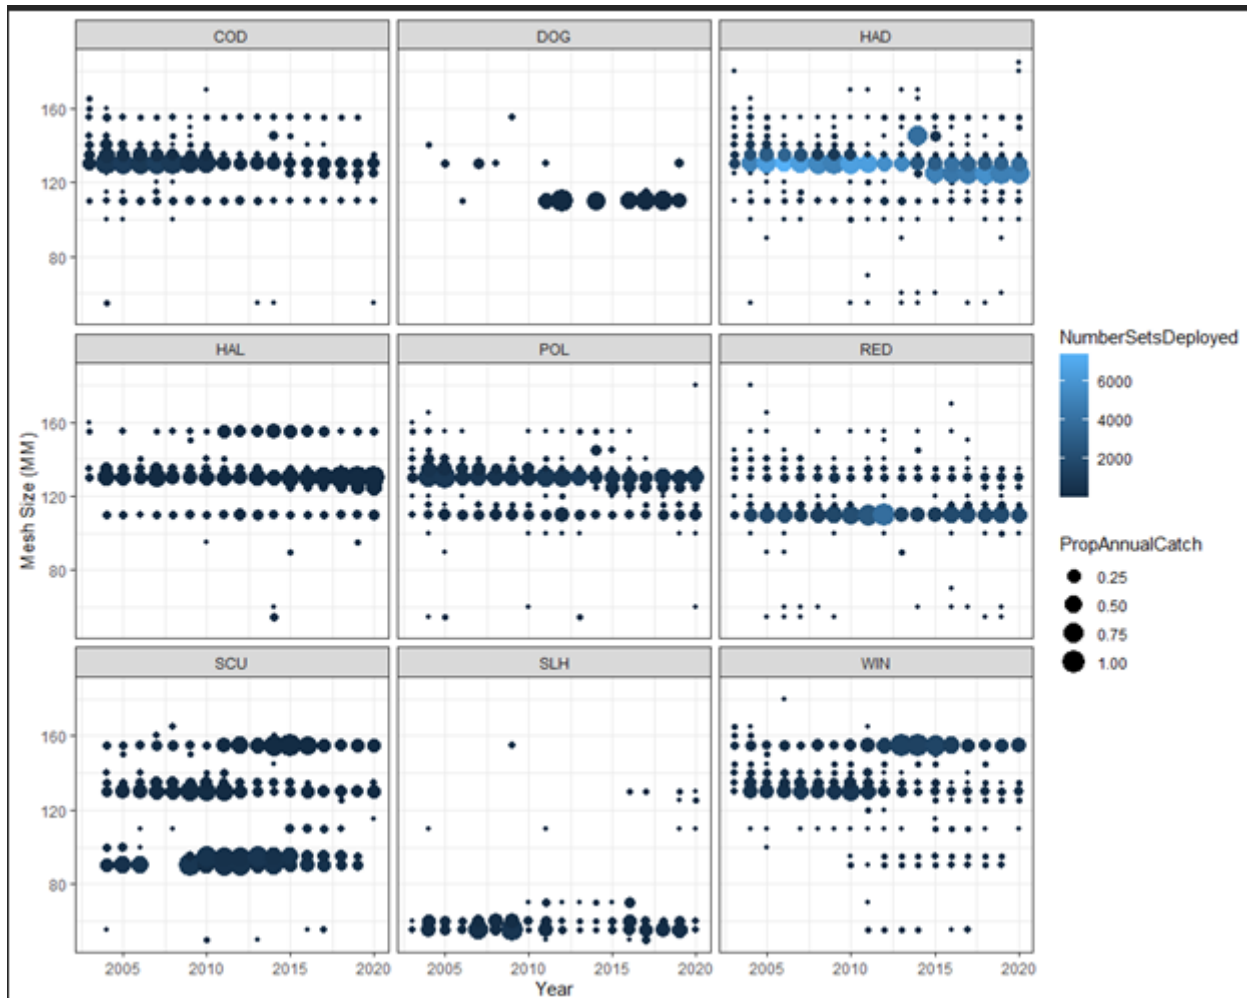 COD DOG HAD
160
120
80
HAL POL RED
160
120
80
SCU SLH WIN
160
120
80
2005 2010 2015 2020 2005 2010 2015 2020 2005 2010 2015 2020
Year
Mesh Size (MM)
NumberSetsDeployed
6000
4000
2000
PropAnnualCatch
0.25
0.50
0.75
1.00